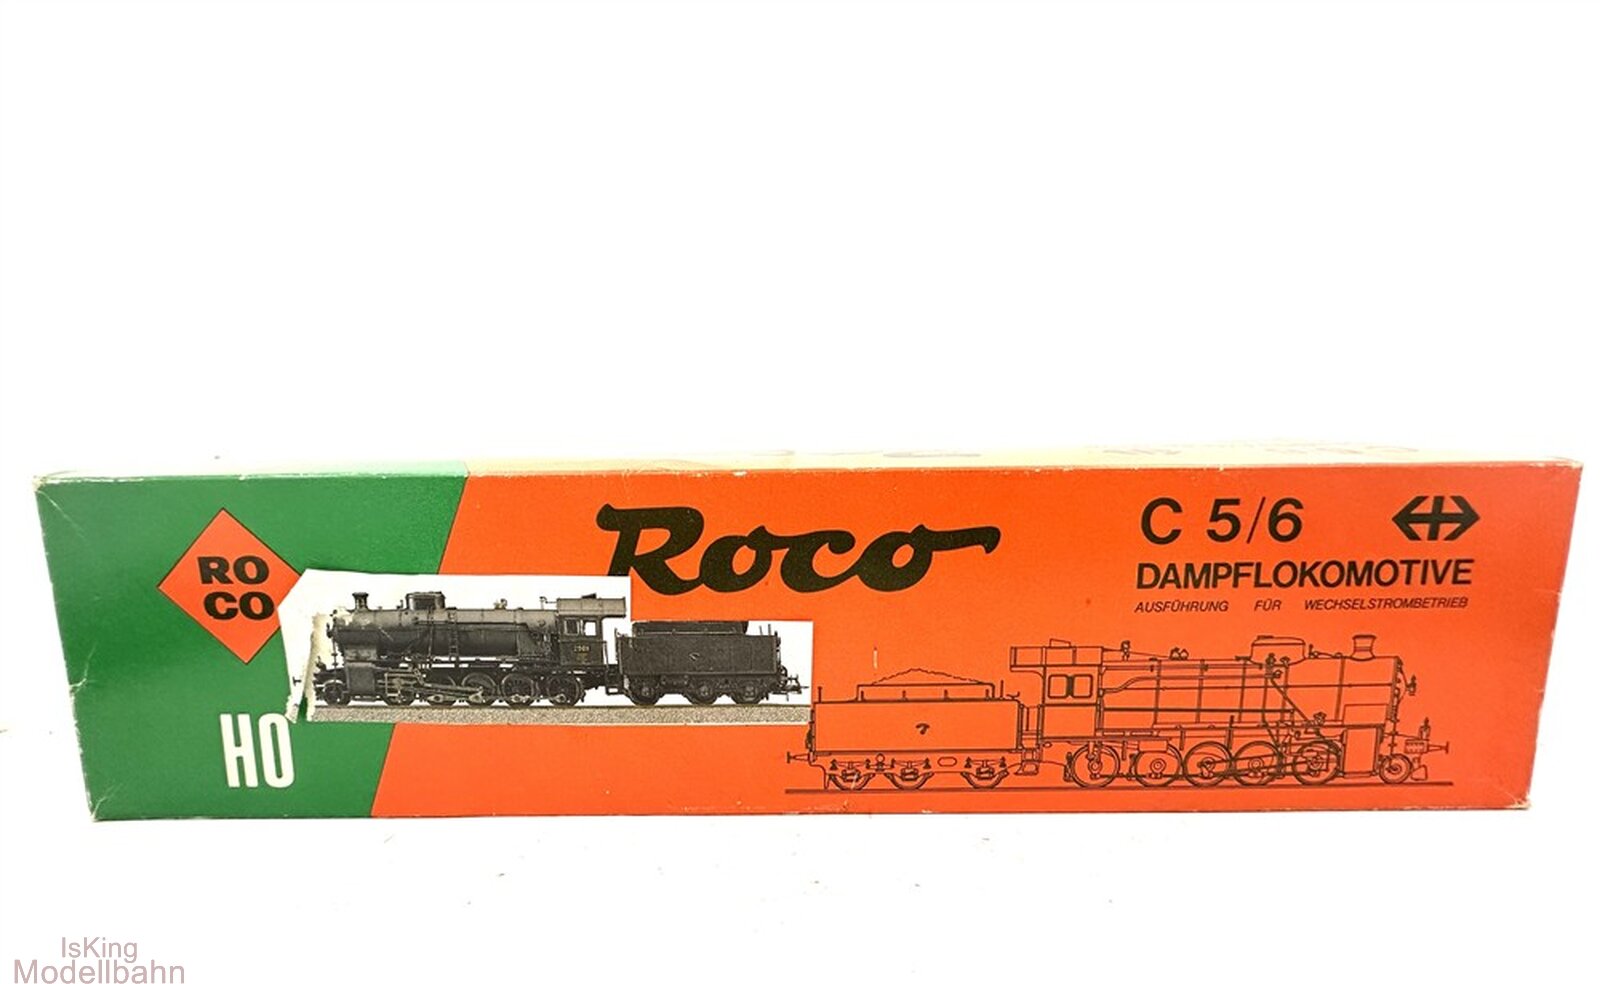 RO
CO
HO
Roco
C 5/6
DAMPFLOKOMOTIVE
AUSFÜHRUNG FÜR WECHSELSTROMBETRIEB
IsKing
Modellbahn